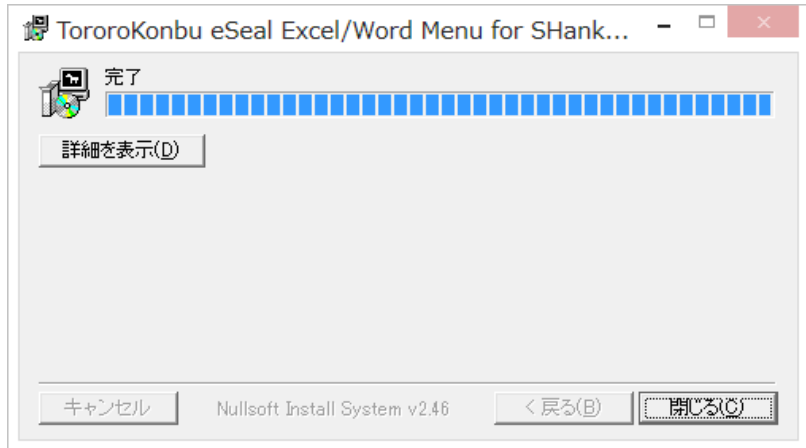 TororoKonbu eSeal Excel/Word Menu for SHank...
完了
詳細を表示(D)
キャンセル
Nullsoft Install System v2.46
< 戻る(B)
閉じる(C)